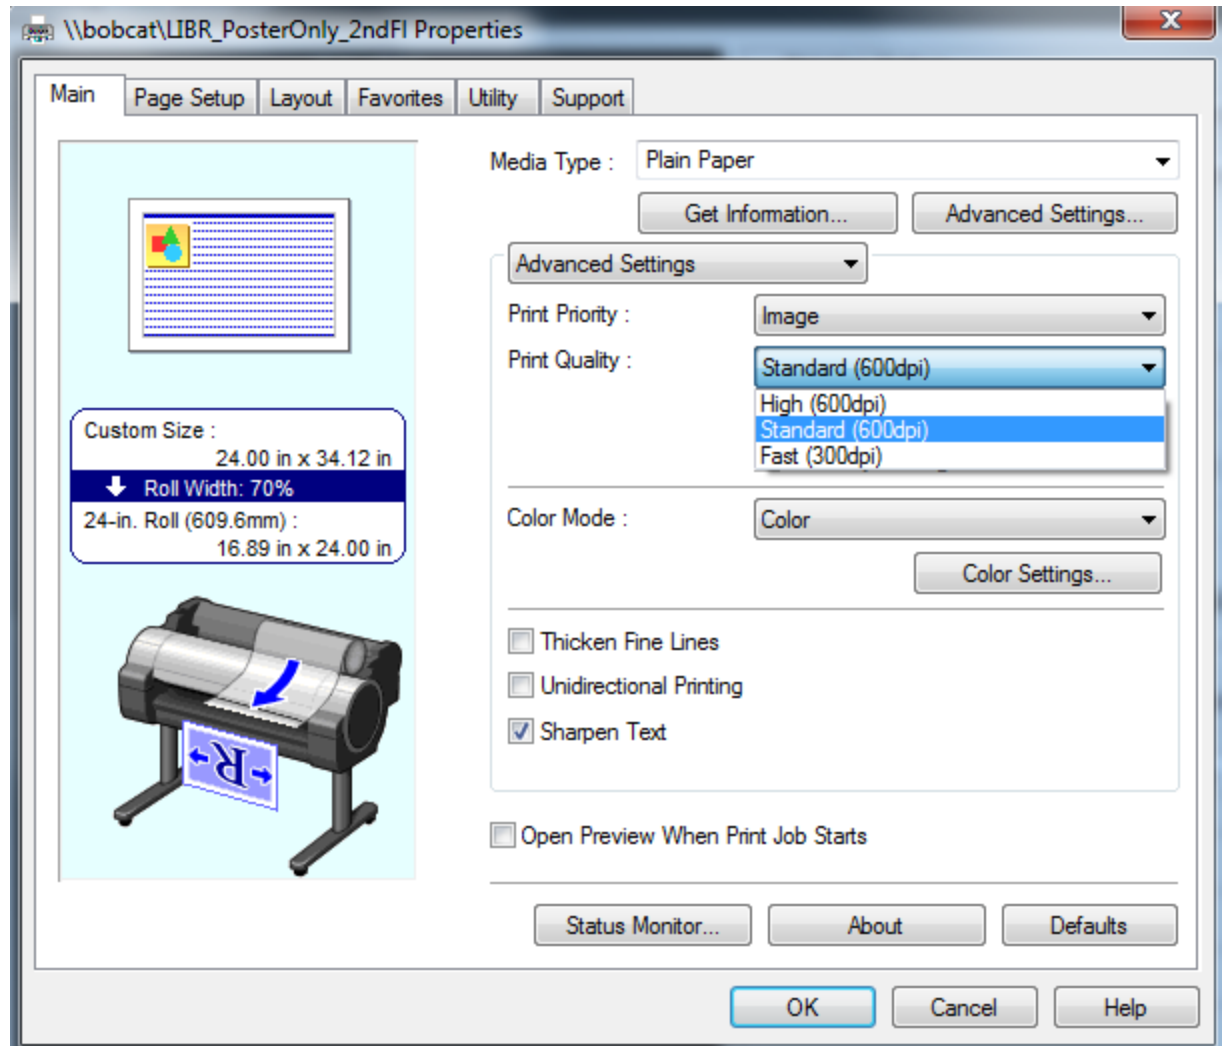 \\bobcat\LIBR_PosterOnly_2ndFl Properties
Main Page Setup Layout Favorites Utility Support
Media Type : Plain Paper
Get Information... Advanced Settings...
Advanced Settings
Print Priority : Image
Print Quality : Standard (600dpi)
High (600dpi)
Standard (600dpi)
Fast (300dpi)
Custom Size :
24.00 in x 34.12 in
Roll Width: 70%
24-in. Roll (609.6mm) :
16.89 in x 24.00 in
R
Color Mode : Color
Color Settings...
Thicken Fine Lines
Unidirectional Printing
Sharpen Text
Open Preview When Print Job Starts
Status Monitor... About Defaults
OK Cancel Help